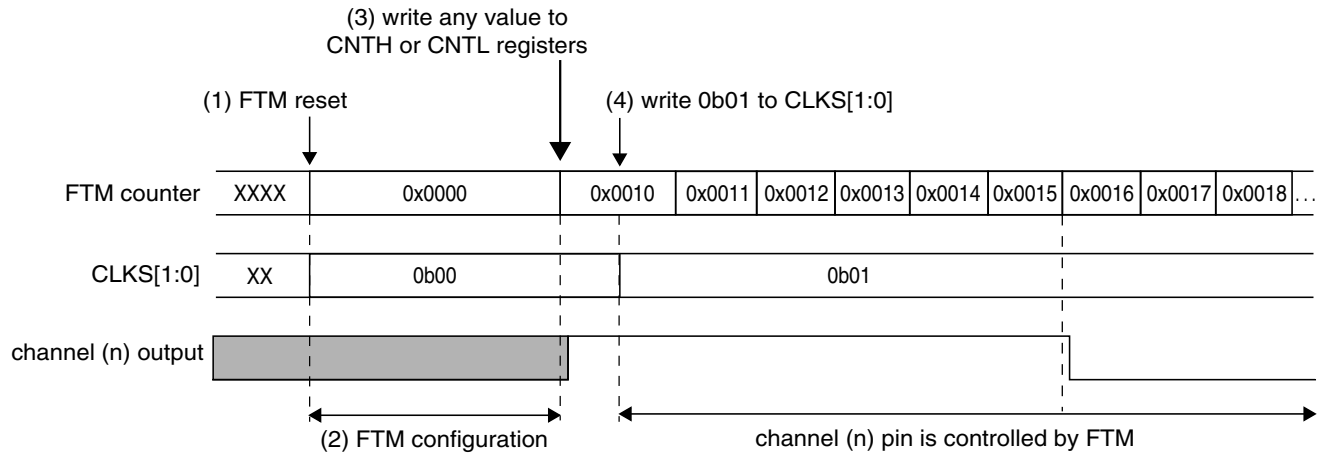 (3) write any value to
CNTH or CNTL registers
(1) FTM reset
(4) write 0b01 to CLKS[1:0]
FTM counter XXXX 0x0000 0x0010 0x0011 0x0012 0x0013 0x0014 0x0015 0x0016 0x0017 0x0018 ...
CLKS[1:0] XX 0b00 0b01
channel (n) output
(2) FTM configuration
channel (n) pin is controlled by FTM